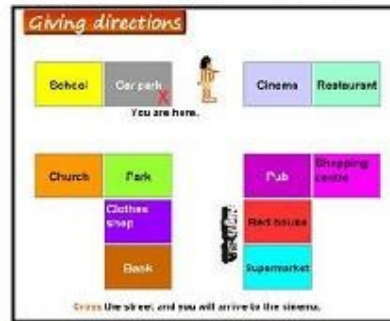 Giving directions
School Car park Cinema Restaurant
You are here.
Church Park Pub Shopping centre
Clothes shop Red house
Bank Supermarket
Cross the street and you will arrive to the cinema.